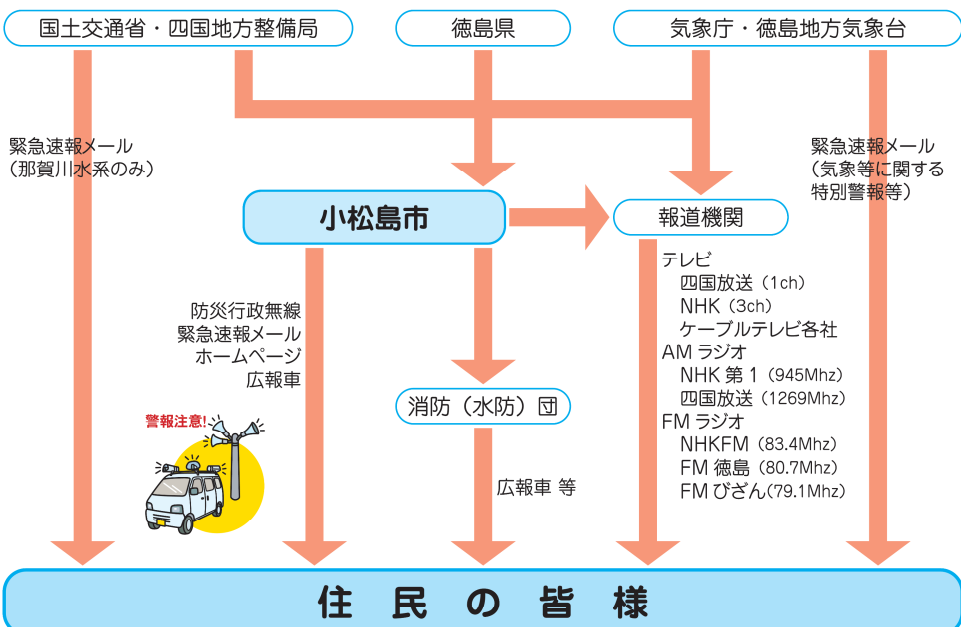 国土交通省・四国地方整備局
徳島県
気象庁・徳島地方気象台
緊急速報メール
（那賀川水系のみ）
緊急速報メール
（気象等に関する
特別警報等）
小松島市
報道機関
防災行政無線
緊急速報メール
ホームページ
広報車
テレビ
四国放送（1ch）
NHK（3ch）
ケーブルテレビ各社
AMラジオ
NHK第1（945Mhz）
四国放送（1269Mhz）
FMラジオ
NHKFM（83.4Mhz）
FM徳島（80.7Mhz）
FMびざん(79.1Mhz)
消防（水防）団
警報注意!
広報車 等
住民の皆様